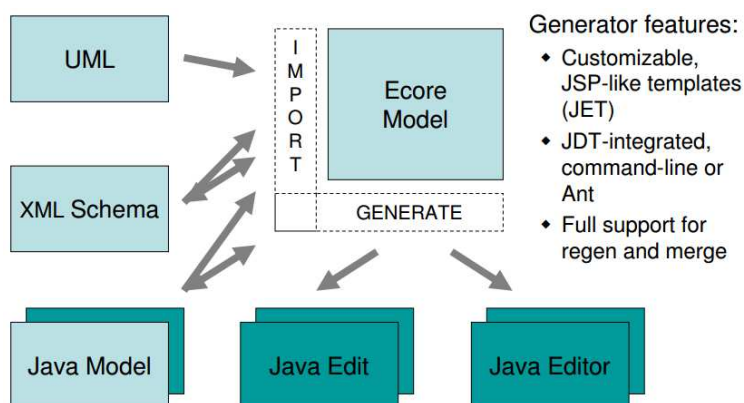 UML
IMPORT
Ecore
Model
XML Schema
GENERATE
Java Model
Java Edit
Java Editor
Generator features:
◆ Customizable,
JSP-like templates
(JET)
◆ JDT-integrated,
command-line or
Ant
◆ Full support for
regen and merge